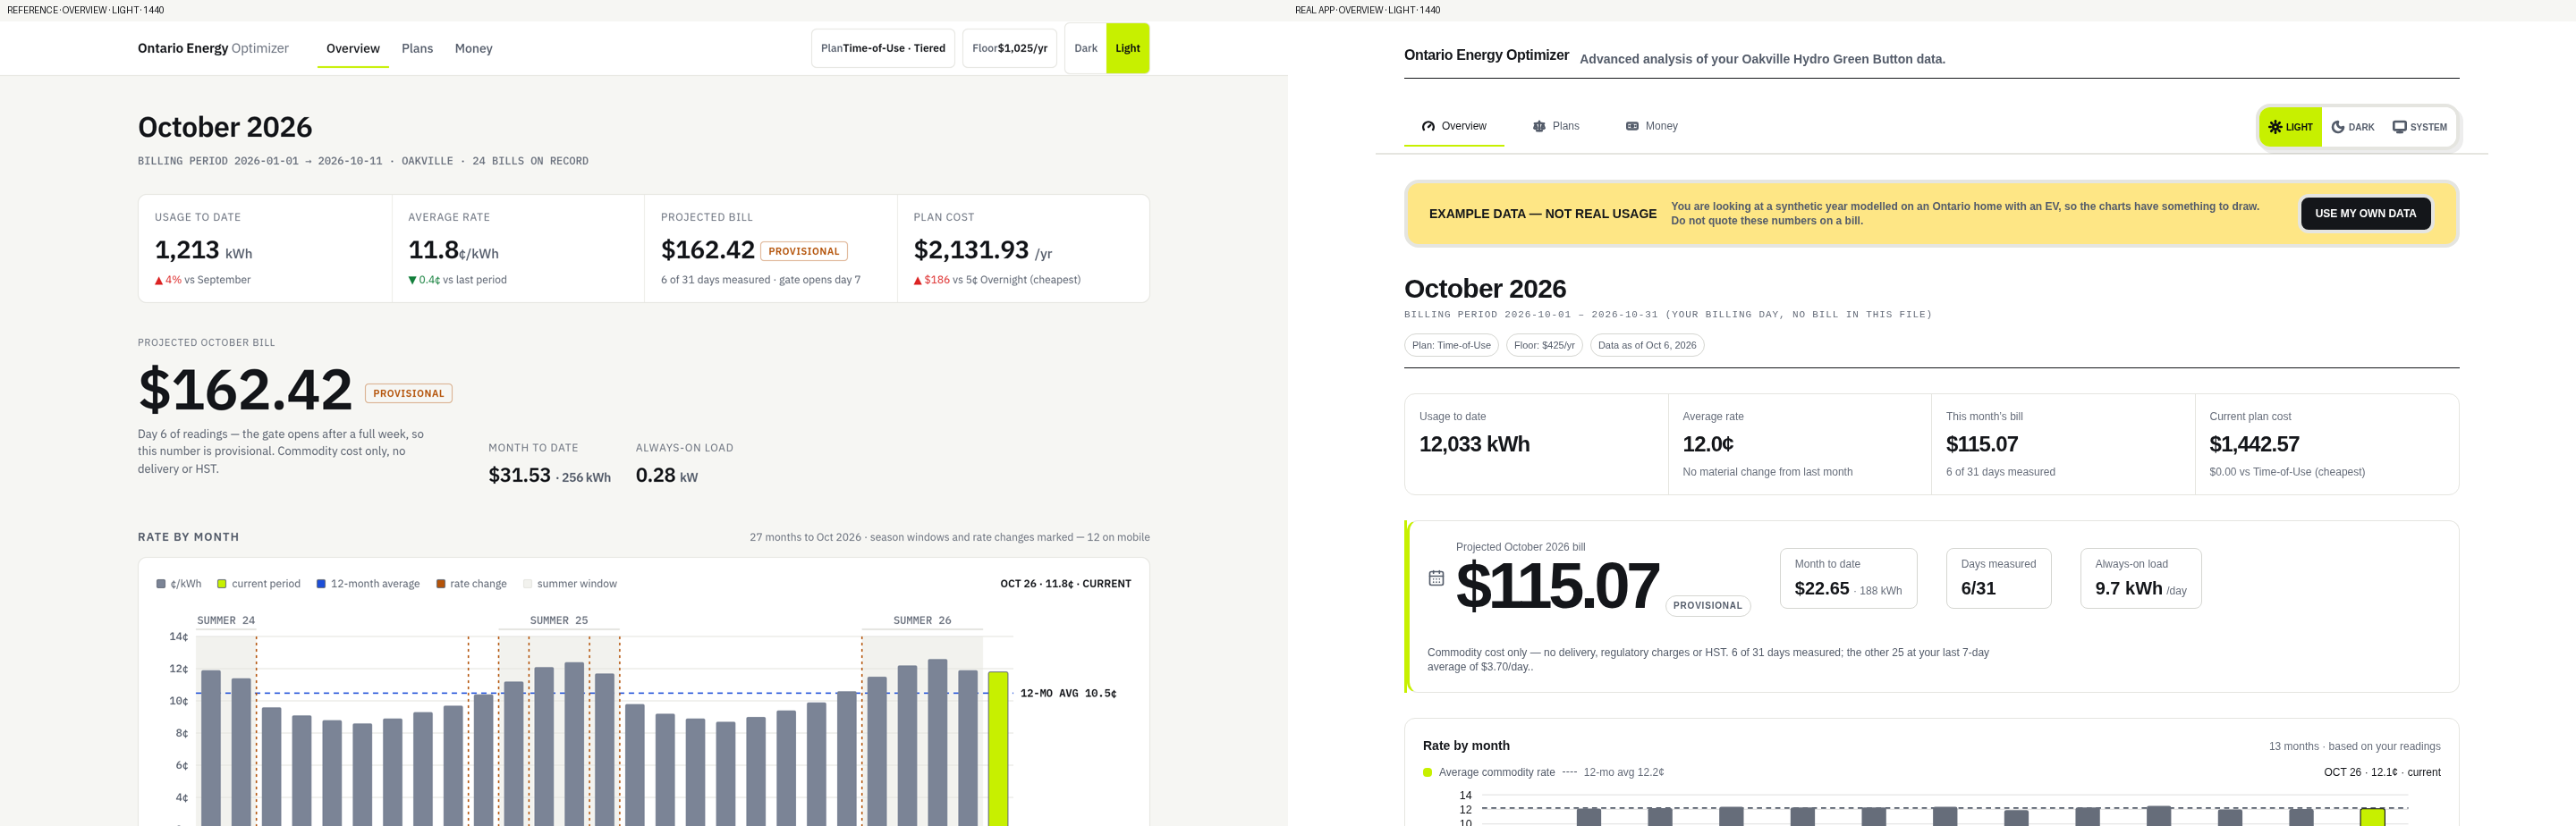 REFERENCE · OVERVIEW · LIGHT · 1440
Ontario Energy Optimizer Overview Plans Money PlanTime-of-Use · Tiered Floor$1,025/yr Dark Light
October 2026
BILLING PERIOD 2026-01-01 → 2026-10-11 · OAKVILLE · 24 BILLS ON RECORD
USAGE TO DATE AVERAGE RATE PROJECTED BILL PLAN COST
1,213 kWh 11.8¢/kWh $162.42 PROVISIONAL $2,131.93 /yr
▲ 4% vs September ▼ 0.4¢ vs last period 6 of 31 days measured · gate opens day 7 ▲ $186 vs 5¢ Overnight (cheapest)
PROJECTED OCTOBER BILL
$162.42 PROVISIONAL
Day 6 of readings — the gate opens after a full week, so
this number is provisional. Commodity cost only, no
delivery or HST.
MONTH TO DATE ALWAYS-ON LOAD
$31.53 · 256 kWh 0.28 kW
RATE BY MONTH 27 months to Oct 2026 · season windows and rate changes marked — 12 on mobile
¢/kWh current period 12-month average rate change summer window OCT 26 · 11.8¢ · CURRENT
SUMMER 24 SUMMER 25 SUMMER 26
14¢
12¢
10¢ 12-MO AVG 10.5¢
8¢
6¢
4¢
REAL APP · OVERVIEW · LIGHT · 1440
Ontario Energy Optimizer Advanced analysis of your Oakville Hydro Green Button data.
Overview Plans Money LIGHT DARK SYSTEM
EXAMPLE DATA — NOT REAL USAGE
You are looking at a synthetic year modelled on an Ontario home with an EV, so the charts have something to draw.
Do not quote these numbers on a bill.
USE MY OWN DATA
October 2026
BILLING PERIOD 2026-10-01 – 2026-10-31 (YOUR BILLING DAY, NO BILL IN THIS FILE)
Plan: Time-of-Use Floor: $425/yr Data as of Oct 6, 2026
Usage to date Average rate This month's bill Current plan cost
12,033 kWh 12.0¢ $115.07 $1,442.57
No material change from last month 6 of 31 days measured $0.00 vs Time-of-Use (cheapest)
Projected October 2026 bill
$115.07 PROVISIONAL
Month to date Days measured Always-on load
$22.65 · 188 kWh 6/31 9.7 kWh /day
Commodity cost only — no delivery, regulatory charges or HST. 6 of 31 days measured; the other 25 at your last 7-day
average of $3.70/day..
Rate by month 13 months · based on your readings
Average commodity rate 12-mo avg 12.2¢ OCT 26 · 12.1¢ · current
14
12
10